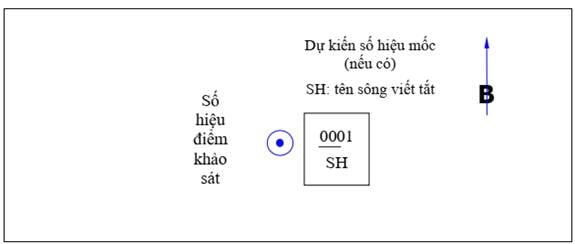 Dự kiến số hiệu mốc
(nếu có)
SH: tên sông viết tắt
B
Số
hiệu
điểm
khảo
sát
0001
SH